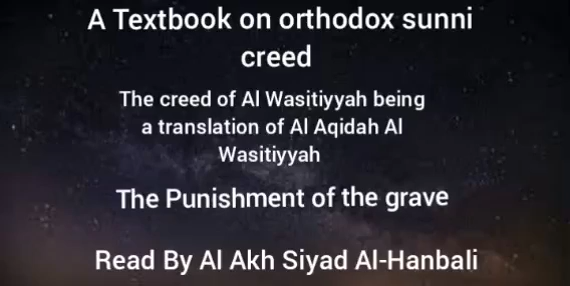 A Textbook on orthodox sunni
creed
The creed of Al Wasitiyyah being
a translation of Al Aqidah Al
Wasitiyyah
The Punishment of the grave
Read By Al Akh Siyad Al-Hanbali